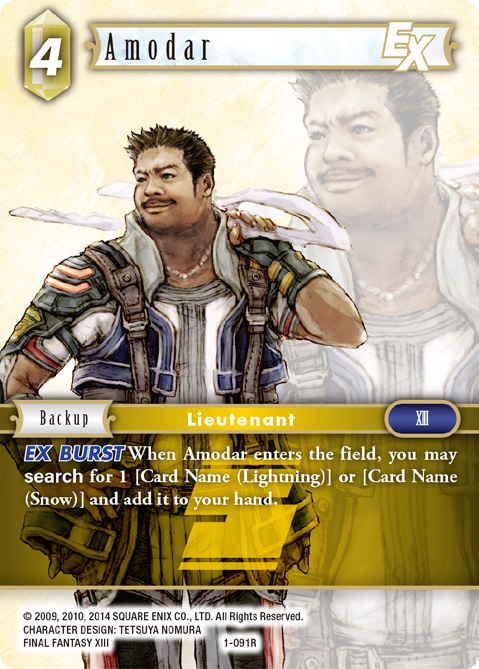 4
Amodar
EX
Backup
Lieutenant
XIII
EX BURST When Amodar enters the field, you may
search for 1 [Card Name (Lightning)] or [Card Name
(Snow)] and add it to your hand.
© 2009, 2010, 2014 SQUARE ENIX CO., LTD. All Rights Reserved.
CHARACTER DESIGN: TETSUYA NOMURA
FINAL FANTASY XIII
1-091R